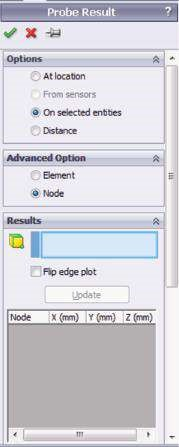 Probe Result ?
Options
At location
From sensors
On selected entities
Distance
Advanced Option
Element
Node
Results
Flip edge plot
Update
Node X (mm) Y (mm) Z (mm)